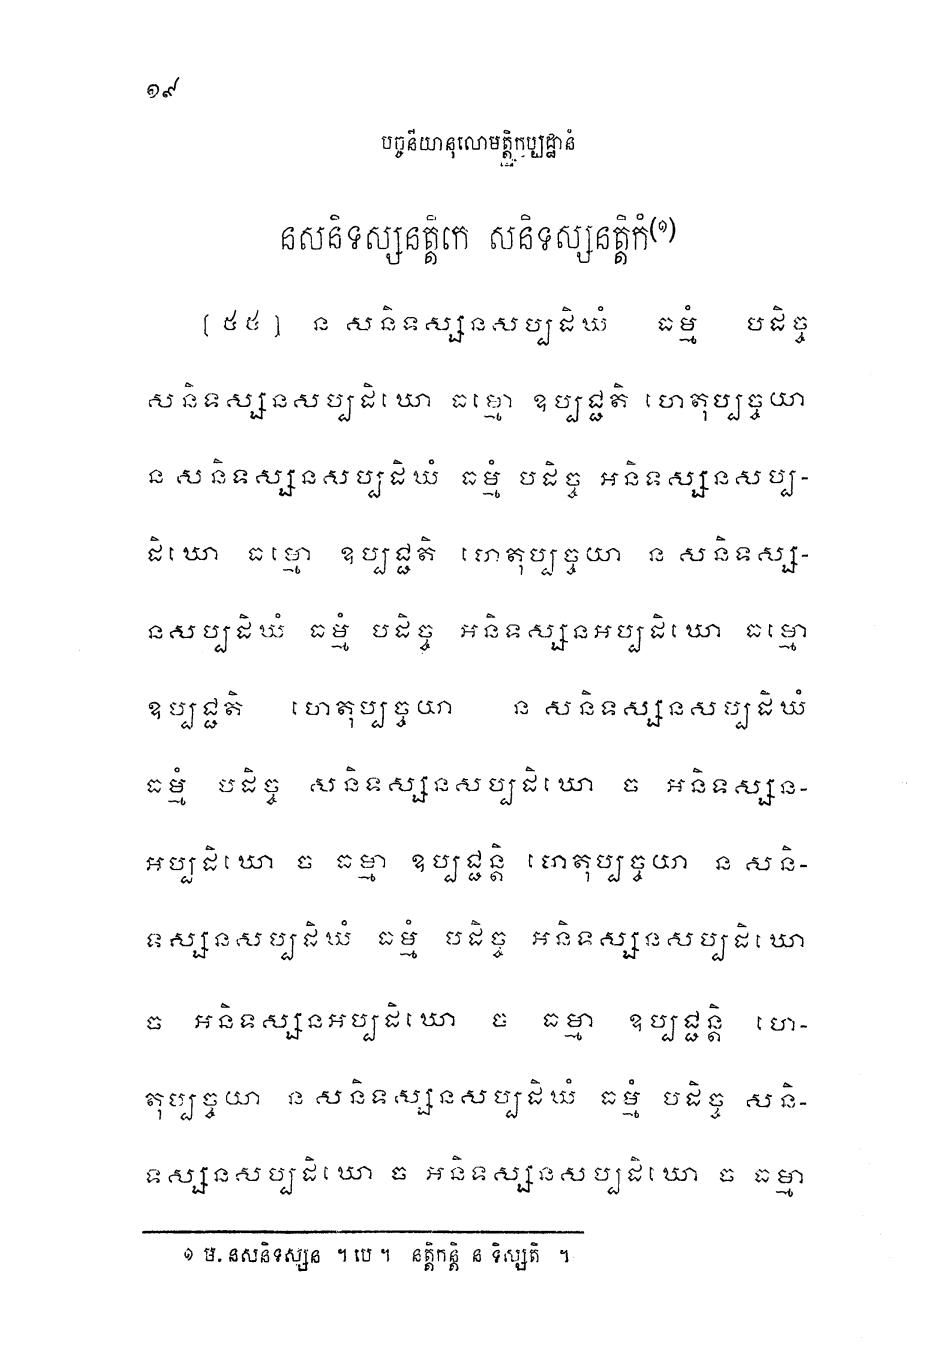 ១៩
បច្ចនីយានុលោមត្តិកប្បដ្ឋានំ
នសនិទស្សនត្តិកេ សនិទស្សនត្តិកំ(១)
[ ៥៥ ] ន សនិទស្សនសប្បដិឃំ ធម្មំ បដិច្ច
សនិទស្សនសប្បដិឃោ ធម្មោ ឧប្បជ្ជតិ ហេតុប្បច្ចយា
ន សនិទស្សនសប្បដិឃំ ធម្មំ បដិច្ច អនិទស្សនសប្ប-
ដិឃោ ធម្មោ ឧប្បជ្ជតិ ហេតុប្បច្ចយា ន សនិទស្ស-
នសប្បដិឃំ ធម្មំ បដិច្ច អនិទស្សនអប្បដិឃោ ធម្មោ
ឧប្បជ្ជតិ ហេតុប្បច្ចយា ន សនិទស្សនសប្បដិឃំ
ធម្មំ បដិច្ច សនិទស្សនសប្បដិឃោ ច អនិទស្សន-
អប្បដិឃោ ច ធម្មា ឧប្បជ្ជន្តិ ហេតុប្បច្ចយា ន សនិ-
ទស្សនសប្បដិឃំ ធម្មំ បដិច្ច អនិទស្សនសប្បដិឃោ
ច អនិទស្សនអប្បដិឃោ ច ធម្មា ឧប្បជ្ជន្តិ ហេ-
តុប្បច្ចយា ន សនិទស្សនសប្បដិឃំ ធម្មំ បដិច្ច សនិ-
ទស្សនសប្បដិឃោ ច អនិទស្សនសប្បដិឃោ ច ធម្មា
១ ម. នសនិទស្សន ។ បេ ។ នត្តិកន្តិ ន ទិស្សតិ ។